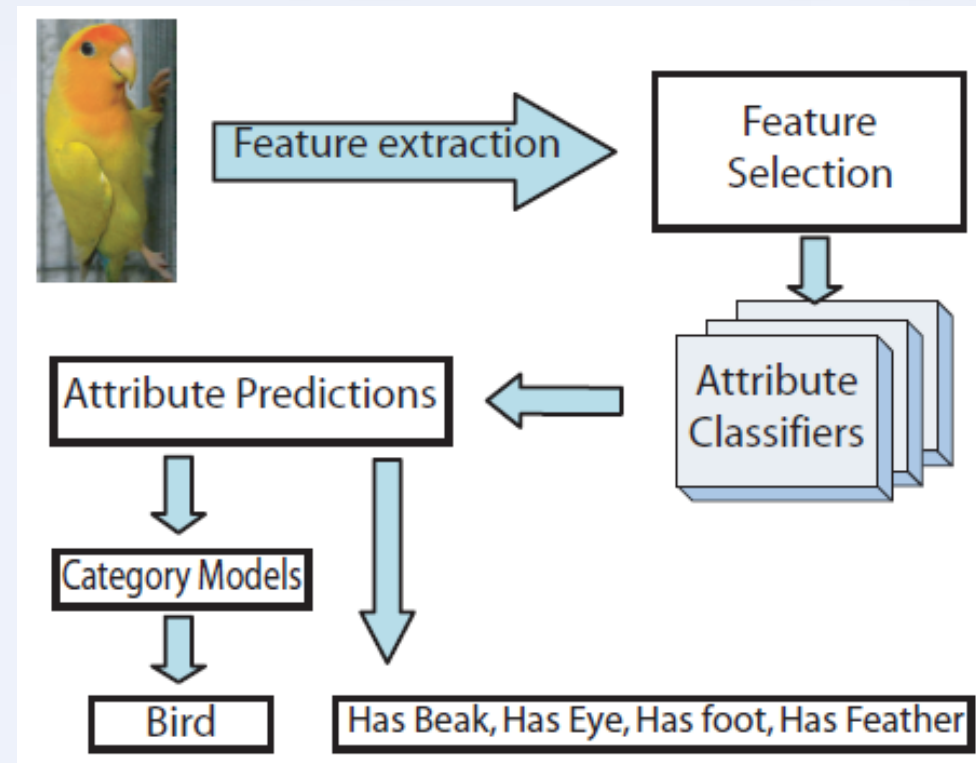 Feature extraction
Feature
Selection
Attribute
Classifiers
Attribute Predictions
Category Models
Bird
Has Beak, Has Eye, Has foot, Has Feather